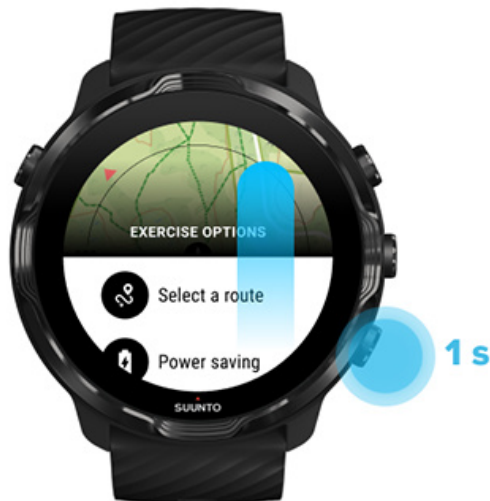 EXERCISE OPTIONS
Select a route
1 s
Power saving
SUUNTO